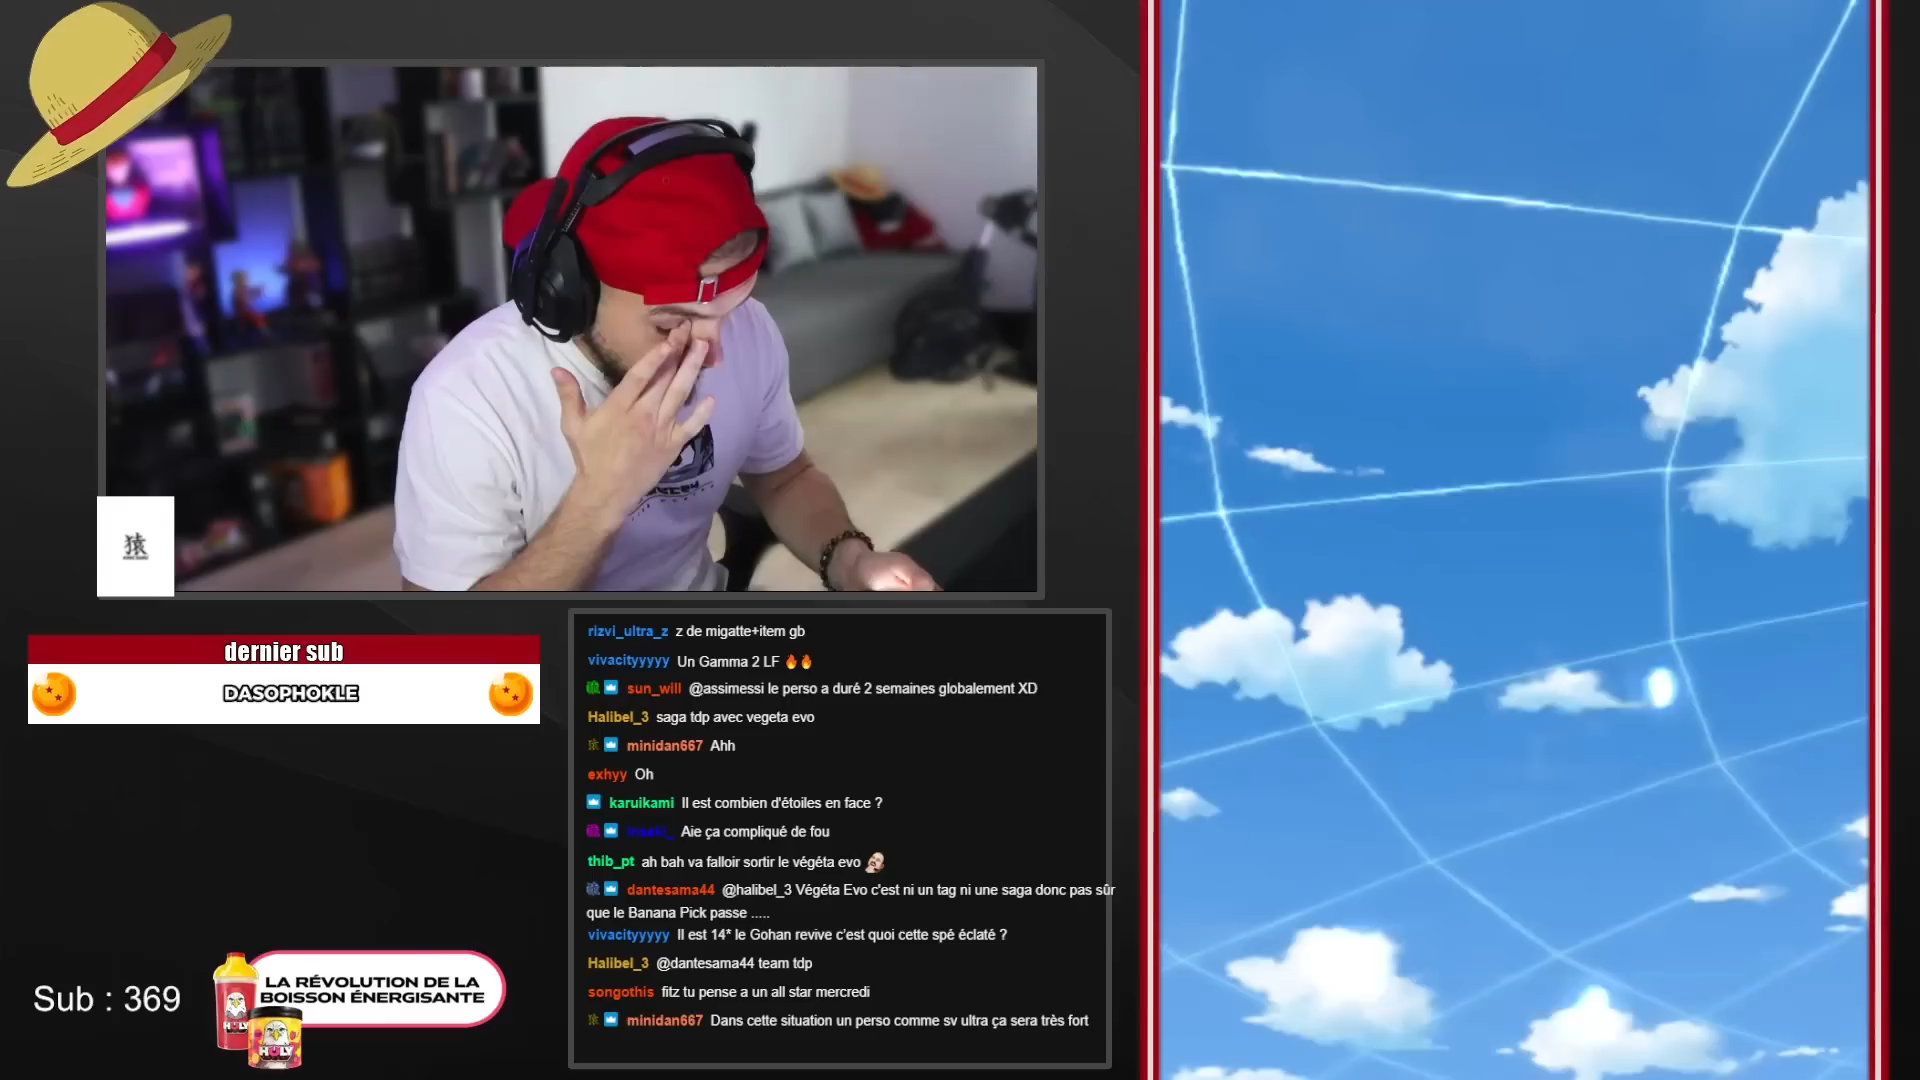 猿
dernier sub
DASOPHOKLE
rizvi_ultra_z z de migatte+item gb
vivacityyyyy Un Gamma 2 LF 🔥🔥
sun_will @assimessi le perso a duré 2 semaines globalement XD
Halibel_3 saga tdp avec vegeta evo
minidan667 Ahh
exhyy Oh
karuikami Il est combien d'étoiles en face ?
Aie ça compliqué de fou
thib_pt ah bah va falloir sortir le végéta evo
dantesama44 @halibel_3 Végéta Evo c'est ni un tag ni une saga donc pas sûr
que le Banana Pick passe .....
vivacityyyyy Il est 14* le Gohan revive c'est quoi cette spé éclaté ?
Halibel_3 @dantesama44 team tdp
songothis fitz tu pense a un all star mercredi
minidan667 Dans cette situation un perso comme sv ultra ça sera très fort
Sub : 369
LA RÉVOLUTION DE LA
BOISSON ÉNERGISANTE
HOLY
HOLY